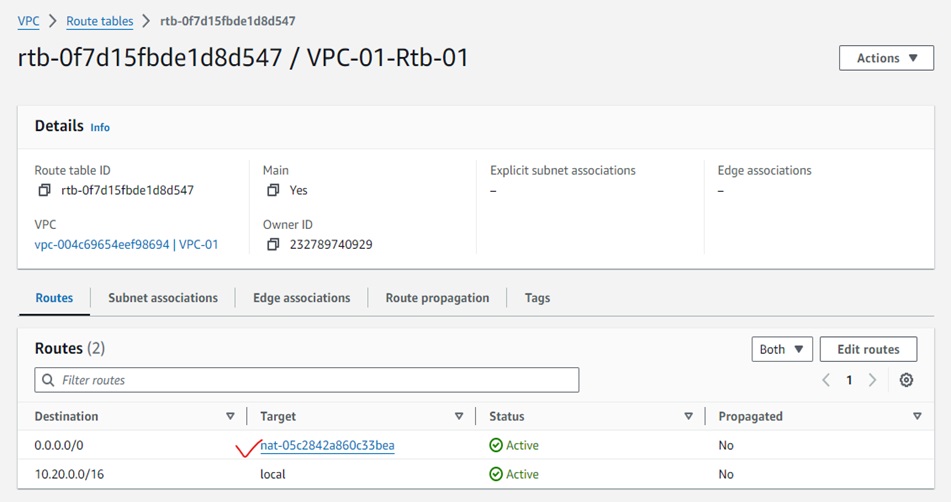 VPC > Route tables > rtb-0f7d15fbde1d8d547
rtb-0f7d15fbde1d8d547 / VPC-01-Rtb-01
Actions
Details Info
Route table ID
rtb-0f7d15fbde1d8d547
Main
Yes
Explicit subnet associations
–
Edge associations
–
VPC
vpc-004c69654eef98694 | VPC-01
Owner ID
232789740929
Routes
Subnet associations
Edge associations
Route propagation
Tags
Routes (2)
Both
Edit routes
Filter routes
1
Destination Target Status Propagated
0.0.0.0/0 nat-05c2842a860c33bea Active No
10.20.0.0/16 local Active No